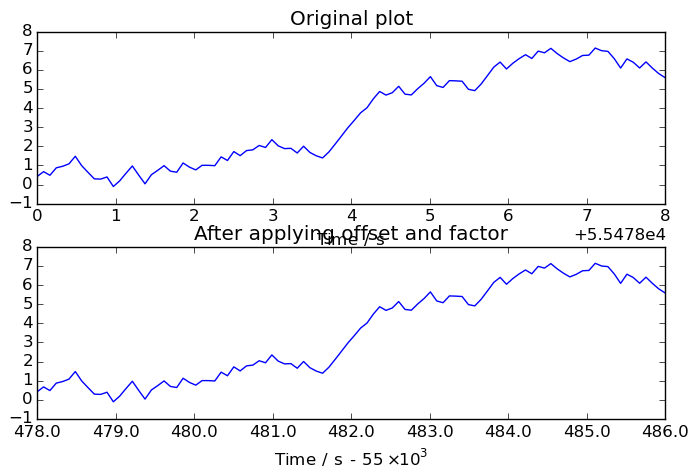 Original plot
8
7
6
5
4
3
2
1
0
−1
0 1 2 3 4 5 6 7 8
Time / s
+5.5478e4
After applying offset and factor
8
7
6
5
4
3
2
1
0
−1
478.0 479.0 480.0 481.0 482.0 483.0 484.0 485.0 486.0
Time / s - 55 ×10³